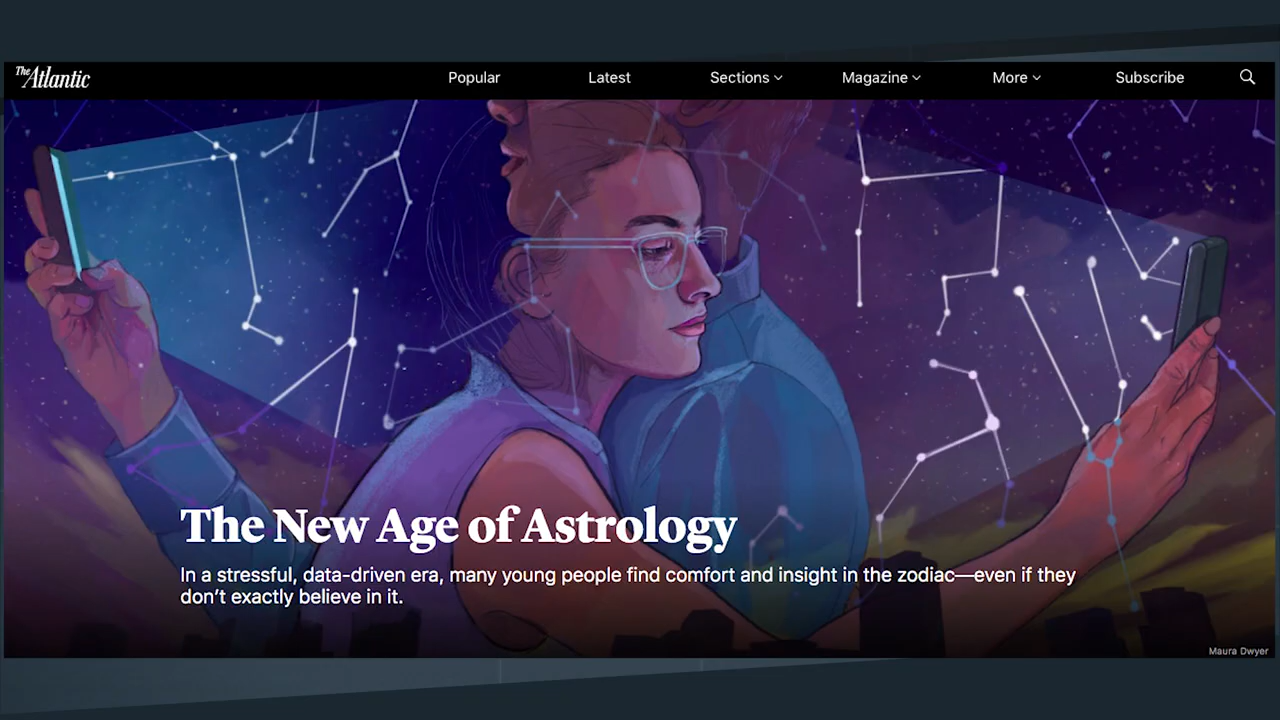 The Atlantic
Popular
Latest
Sections
Magazine
More
Subscribe
The New Age of Astrology
In a stressful, data-driven era, many young people find comfort and insight in the zodiac—even if they
don’t exactly believe in it.
Maura Dwyer